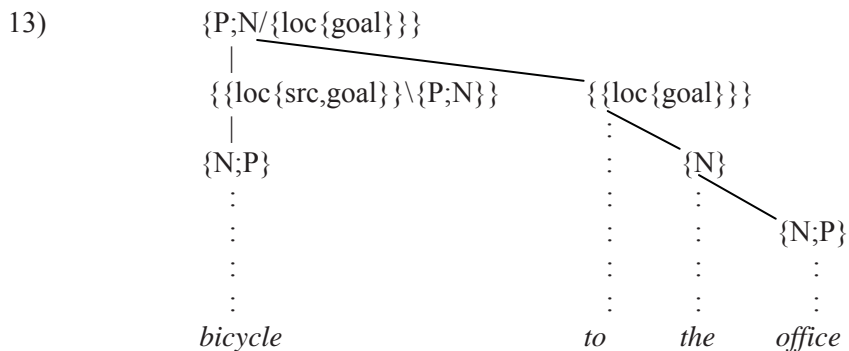 13) {P;N/{loc{goal}}}
|
{{loc{src,goal}}\{P;N}} {{loc{goal}}}
| :
{N;P} : {N}
: : :
: : : {N;P}
: : : :
: : : :
bicycle to the office